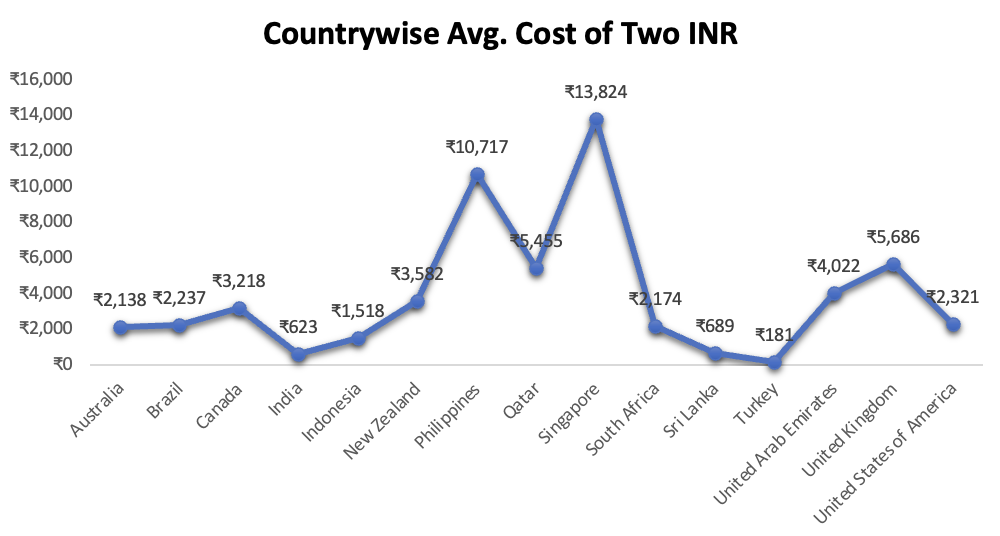 Countrywise Avg. Cost of Two INR
₹16,000
₹14,000
₹12,000
₹10,000
₹8,000
₹6,000
₹4,000
₹2,000
₹0
₹2,138
₹2,237
₹3,218
₹623
₹1,518
₹3,582
₹10,717
₹5,455
₹13,824
₹2,174
₹689
₹181
₹4,022
₹5,686
₹2,321
Australia
Brazil
Canada
India
Indonesia
New Zealand
Philippines
Qatar
Singapore
South Africa
Sri Lanka
Turkey
United Arab Emirates
United Kingdom
United States of America